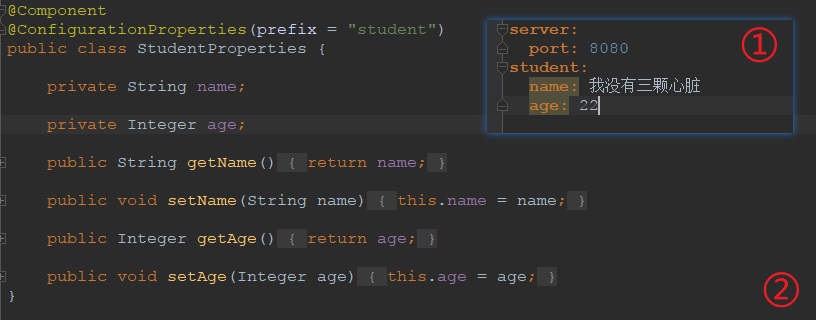 @Component
@ConfigurationProperties(prefix = "student")
public class StudentProperties {
private String name;
private Integer age;
public String getName() { return name; }
public void setName(String name) { this.name = name; }
public Integer getAge() { return age; }
public void setAge(Integer age) { this.age = age; }
}
②
server:
port: 8080
student:
name: 我没有三颗心脏
age: 22
①